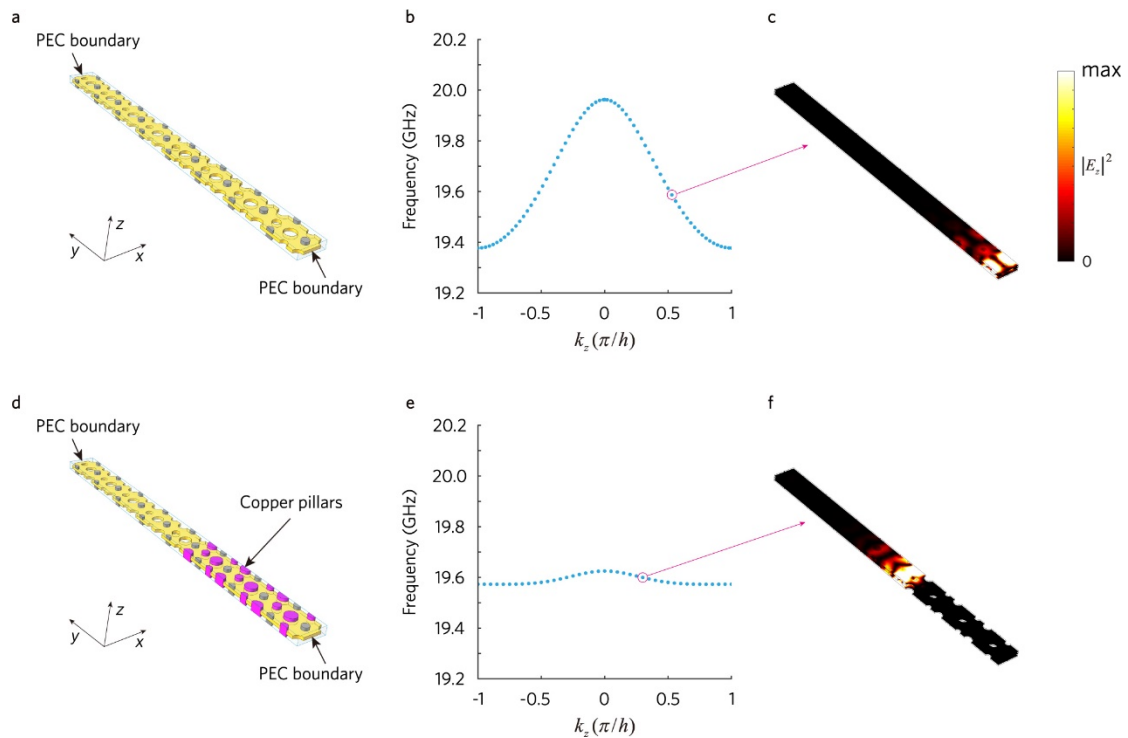 a
PEC boundary
z
y
x
PEC boundary
b
20.2
20.0
19.8
19.6
19.4
19.2
Frequency (GHz)
-1
-0.5
0
0.5
1
k_z (π/h)
c
max
|E_z|^2
0
d
PEC boundary
Copper pillars
z
y
x
PEC boundary
e
20.2
20.0
19.8
19.6
19.4
19.2
Frequency (GHz)
-1
-0.5
0
0.5
1
k_z (π/h)
f